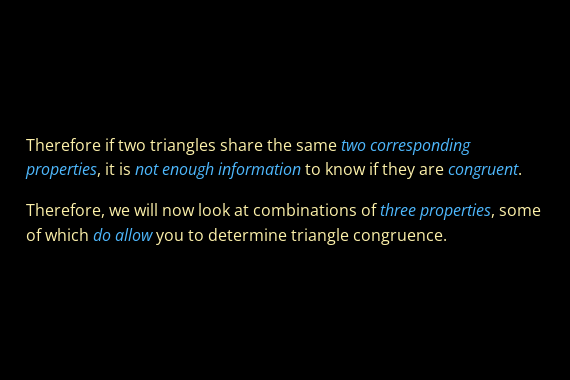 Therefore if two triangles share the same two corresponding
properties, it is not enough information to know if they are congruent.
Therefore, we will now look at combinations of three properties, some
of which do allow you to determine triangle congruence.